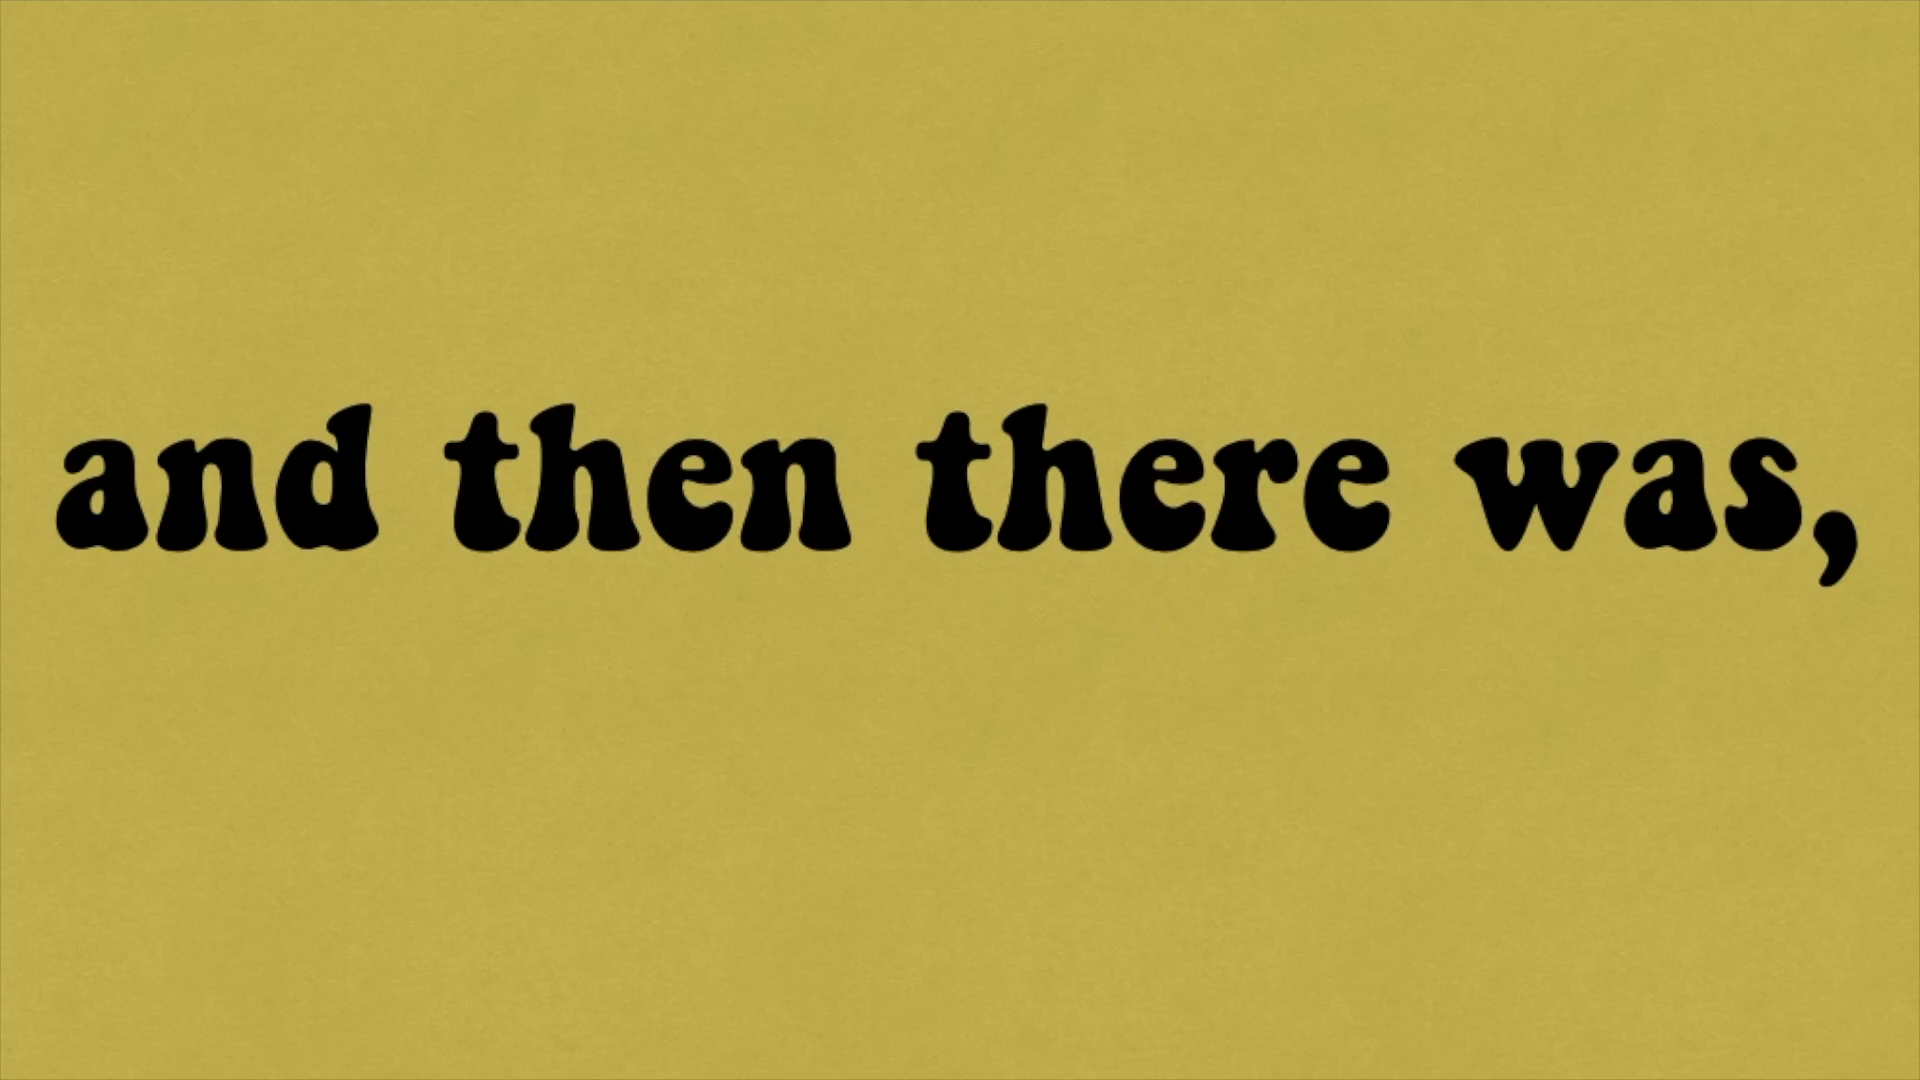 and then there was,